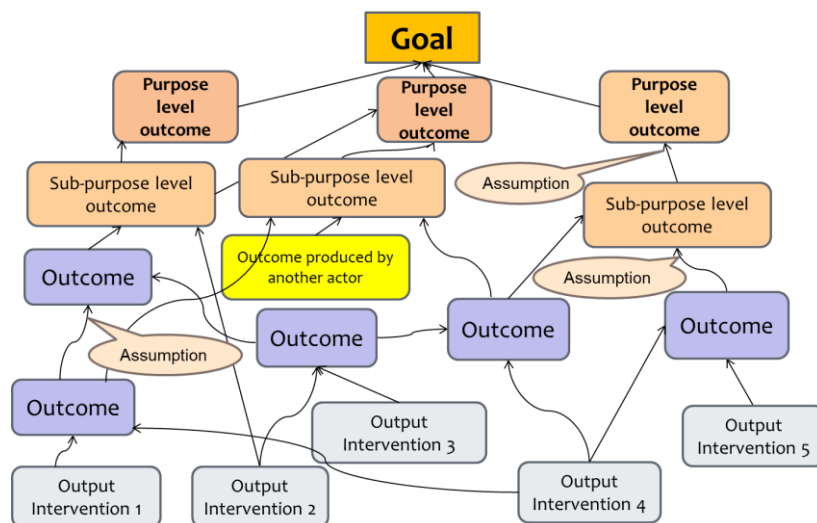 Goal
Purpose
level
outcome
Purpose
level
outcome
Purpose
level
outcome
Sub-purpose level
outcome
Sub-purpose level
outcome
Assumption
Sub-purpose level
outcome
Outcome
Outcome produced by
another actor
Assumption
Outcome
Outcome
Outcome
Assumption
Outcome
Output
Intervention 3
Output
Intervention 5
Output
Intervention 1
Output
Intervention 2
Output
Intervention 4